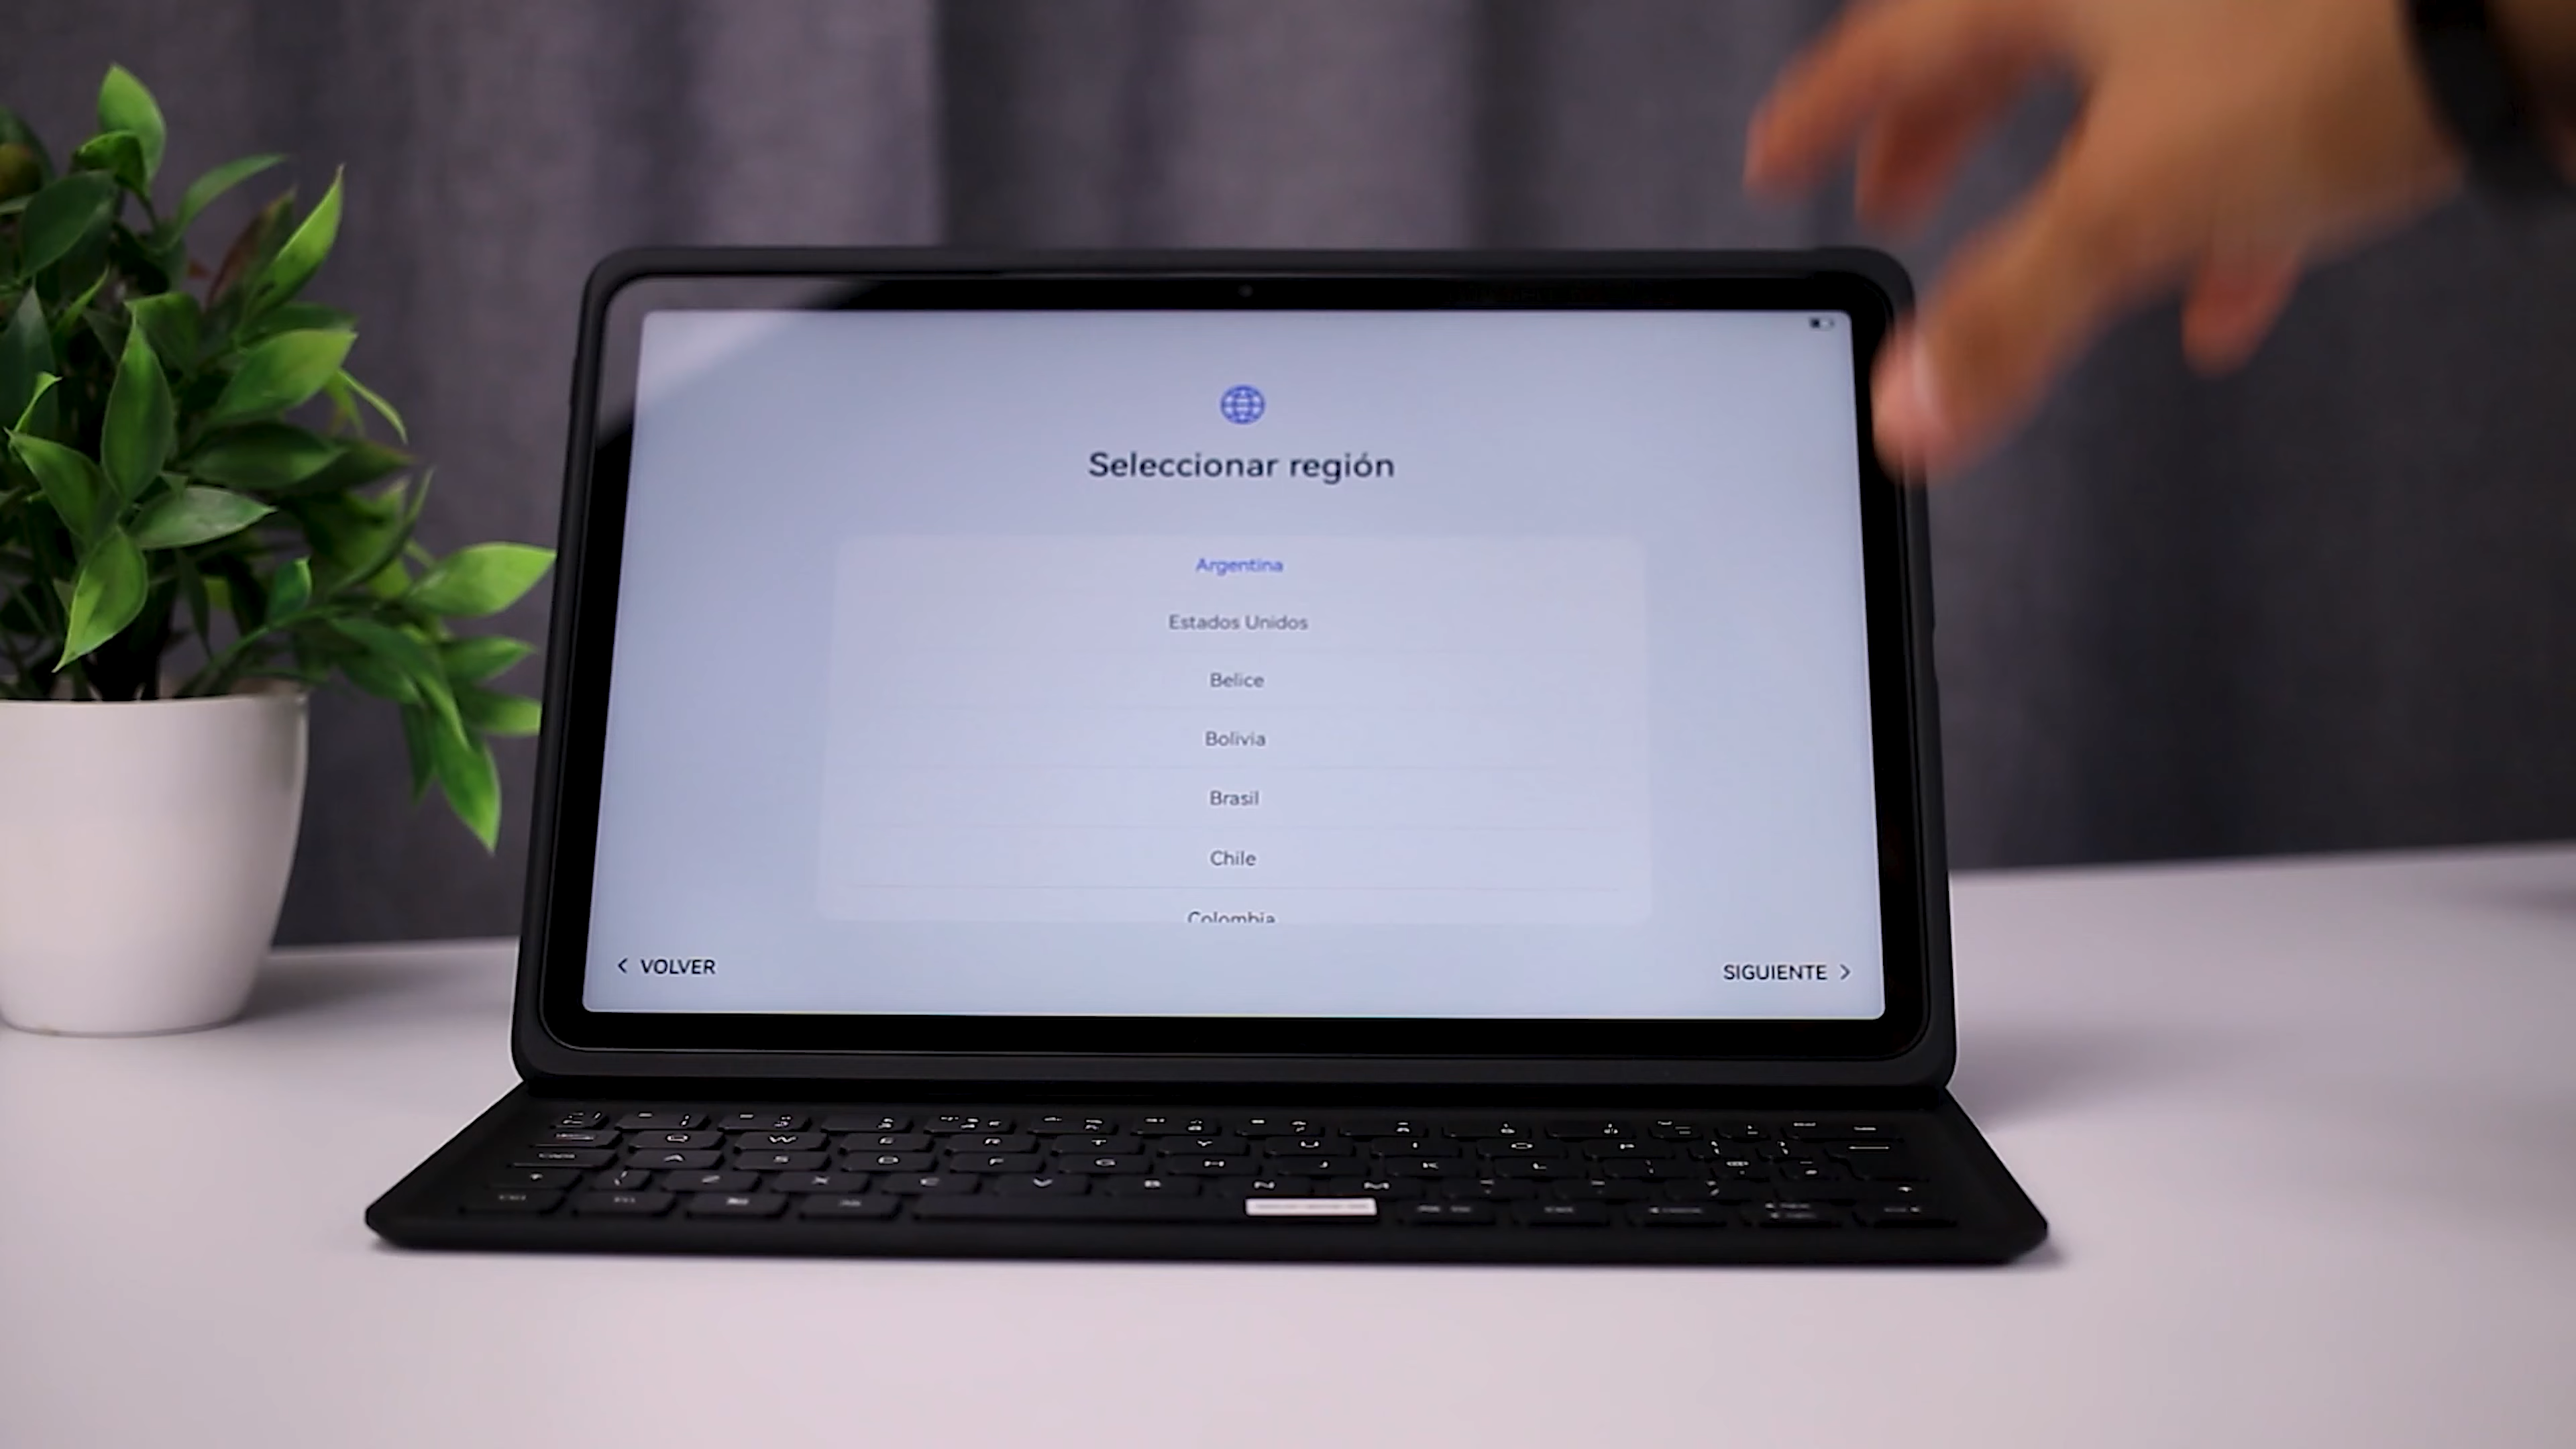 Seleccionar región
Argentina
Estados Unidos
Belice
Bolivia
Brasil
Chile
Colombia
VOLVER
SIGUIENTE
Q W E R T Y U I O P
A S D F G H J K L
Z X C V B N M